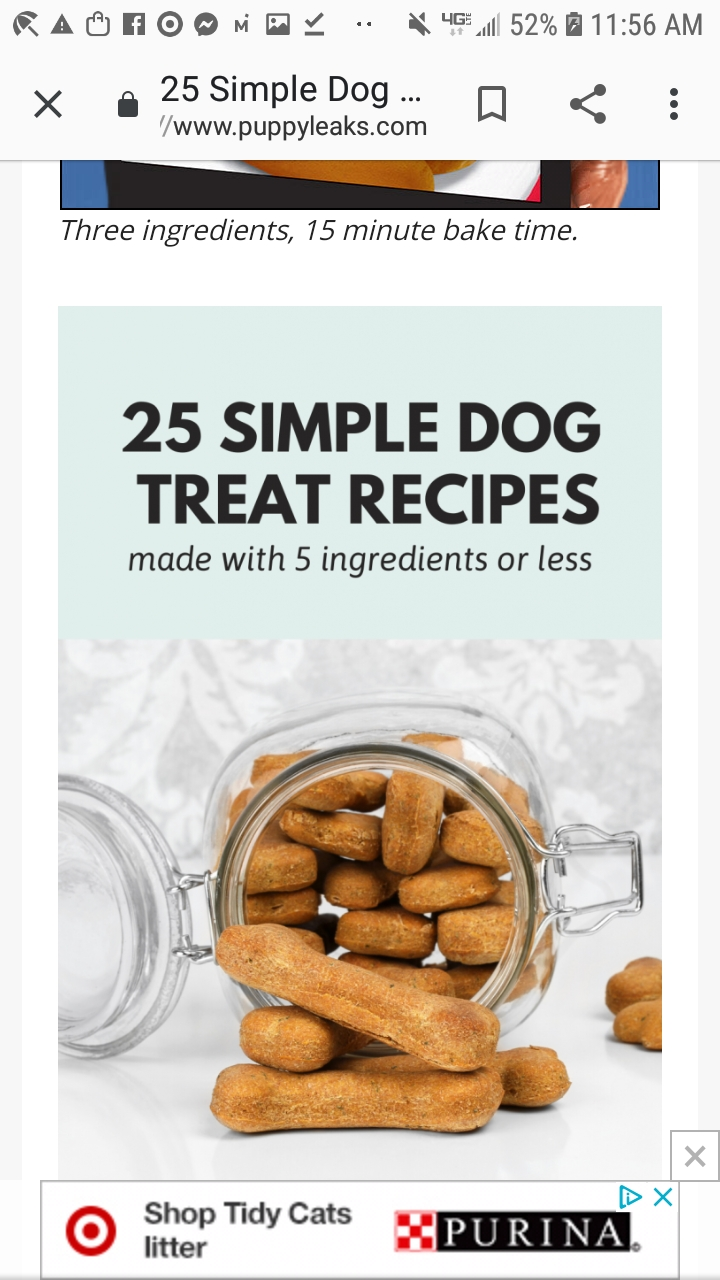 52% 11:56 AM
25 Simple Dog ...
//www.puppyleaks.com
Three ingredients, 15 minute bake time.
25 SIMPLE DOG
TREAT RECIPES
made with 5 ingredients or less
Shop Tidy Cats
litter
PURINA